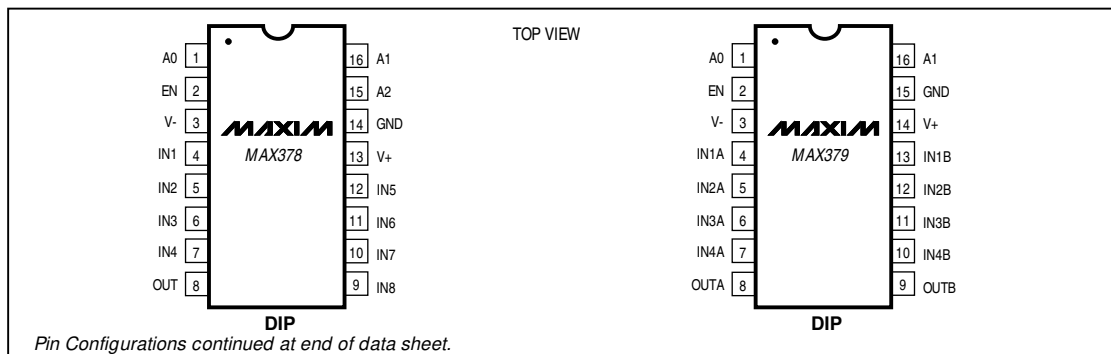 TOP VIEW
A0 1
EN 2
V- 3
IN1 4
IN2 5
IN3 6
IN4 7
OUT 8
MAXIM
MAX378
16 A1
15 A2
14 GND
13 V+
12 IN5
11 IN6
10 IN7
9 IN8
DIP
A0 1
EN 2
V- 3
IN1A 4
IN2A 5
IN3A 6
IN4A 7
OUTA 8
MAXIM
MAX379
16 A1
15 GND
14 V+
13 IN1B
12 IN2B
11 IN3B
10 IN4B
9 OUTB
DIP
Pin Configurations continued at end of data sheet.